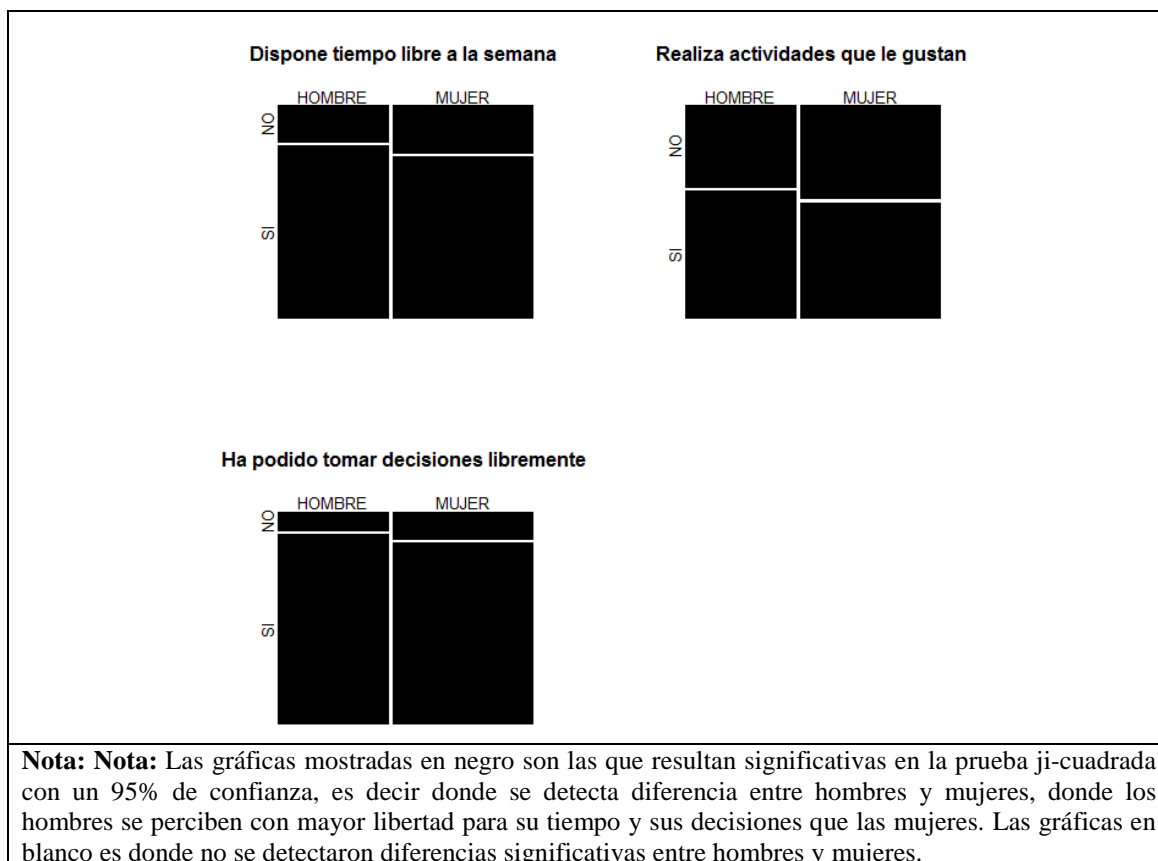 Dispone tiempo libre a la semana
HOMBRE MUJER
NO
SI
Realiza actividades que le gustan
HOMBRE MUJER
NO
SI
Ha podido tomar decisiones libremente
HOMBRE MUJER
NO
SI
Nota: Nota: Las gráficas mostradas en negro son las que resultan significativas en la prueba ji-cuadrada
con un 95% de confianza, es decir donde se detecta diferencia entre hombres y mujeres, donde los
hombres se perciben con mayor libertad para su tiempo y sus decisiones que las mujeres. Las gráficas en
blanco es donde no se detectaron diferencias significativas entre hombres y mujeres.